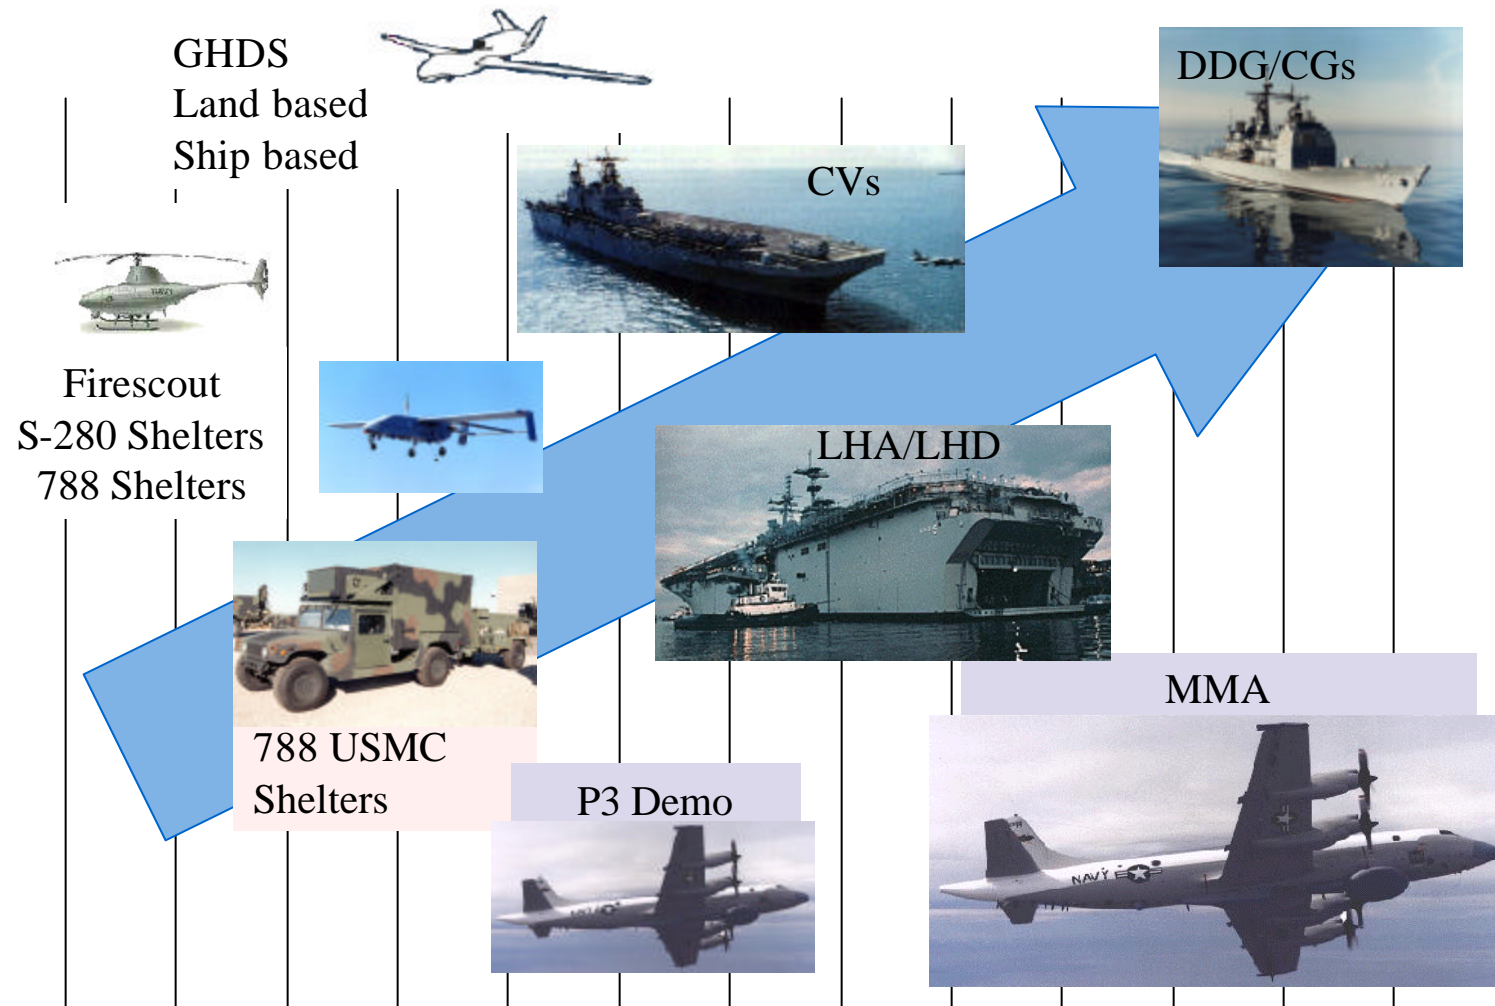 GHDS
Land based
Ship based
DDG/CGs
CVs
Firescout
S-280 Shelters
788 Shelters
LHA/LHD
788 USMC
Shelters
P3 Demo
MMA
NAVY